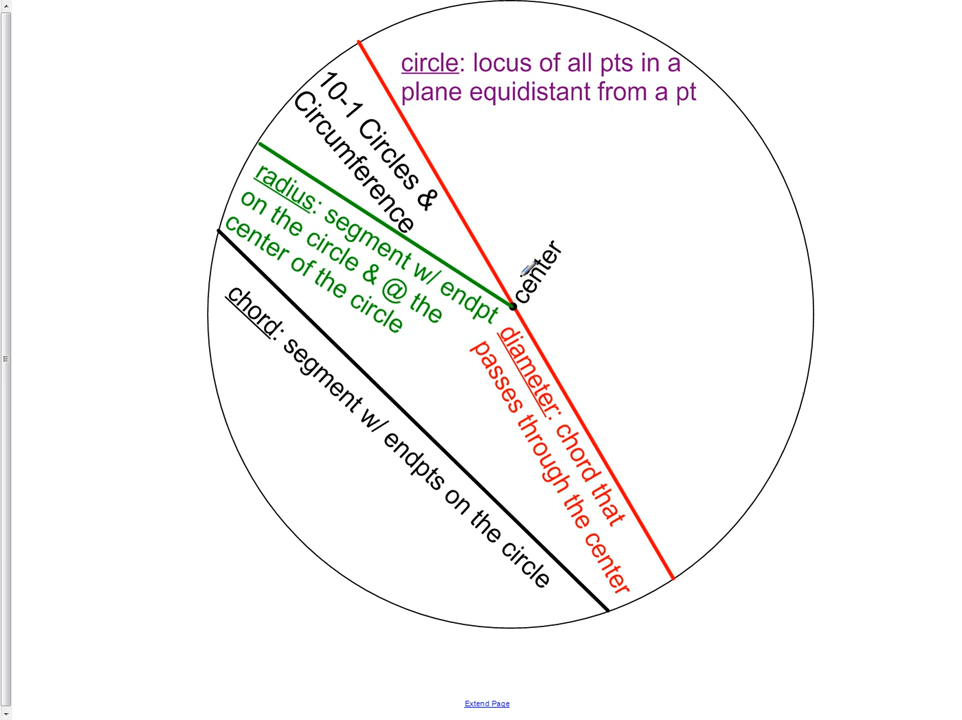 circle: locus of all pts in a
plane equidistant from a pt
10-1 Circles &
Circumference
radius: segment w/ endpt
on the circle & @ the
center of the circle
center
chord: segment w/ endpts on the circle
diameter: chord that
passes through the center
Extend Page